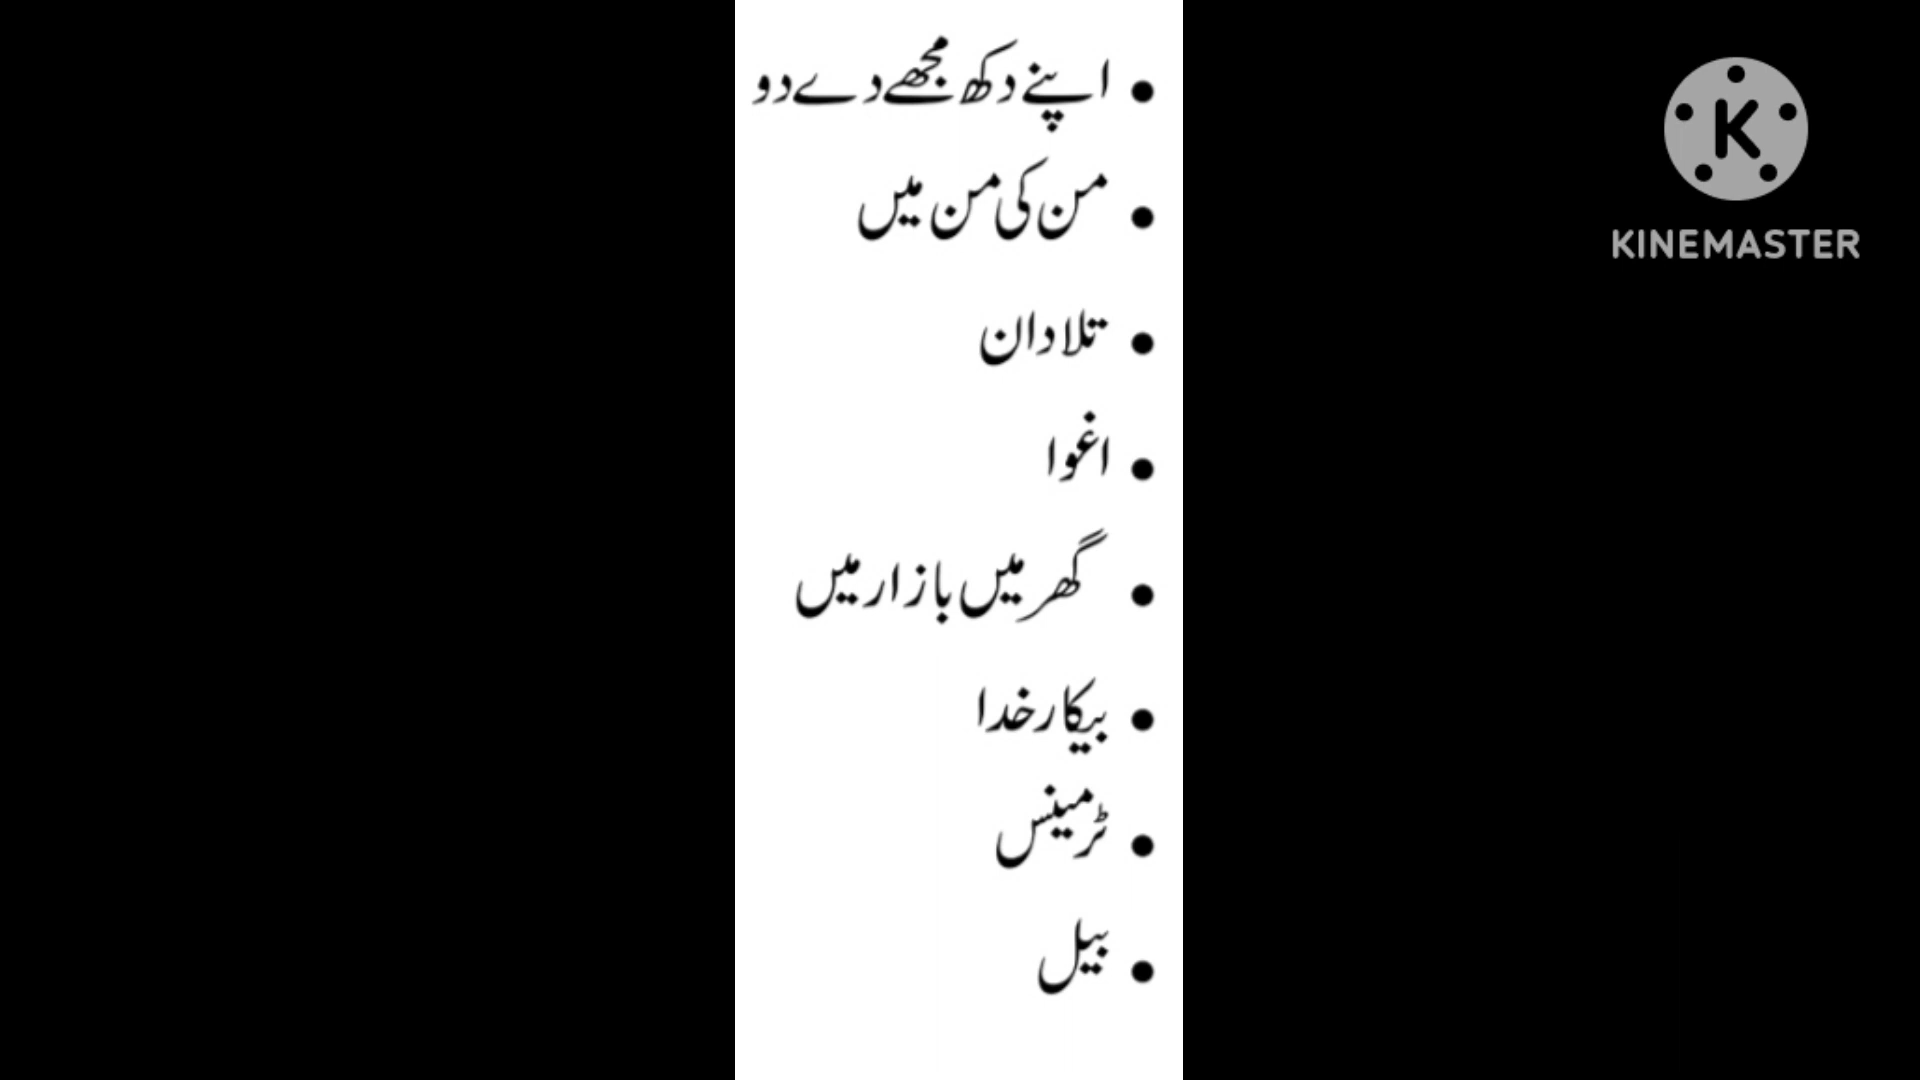 • اپنے دکھ مجھے دے دو
• من کی من میں
• تلادان
• اغوا
• گھر میں بازار میں
• بیکار خدا
• ٹرمینس
• بیل
K
KINEMASTER